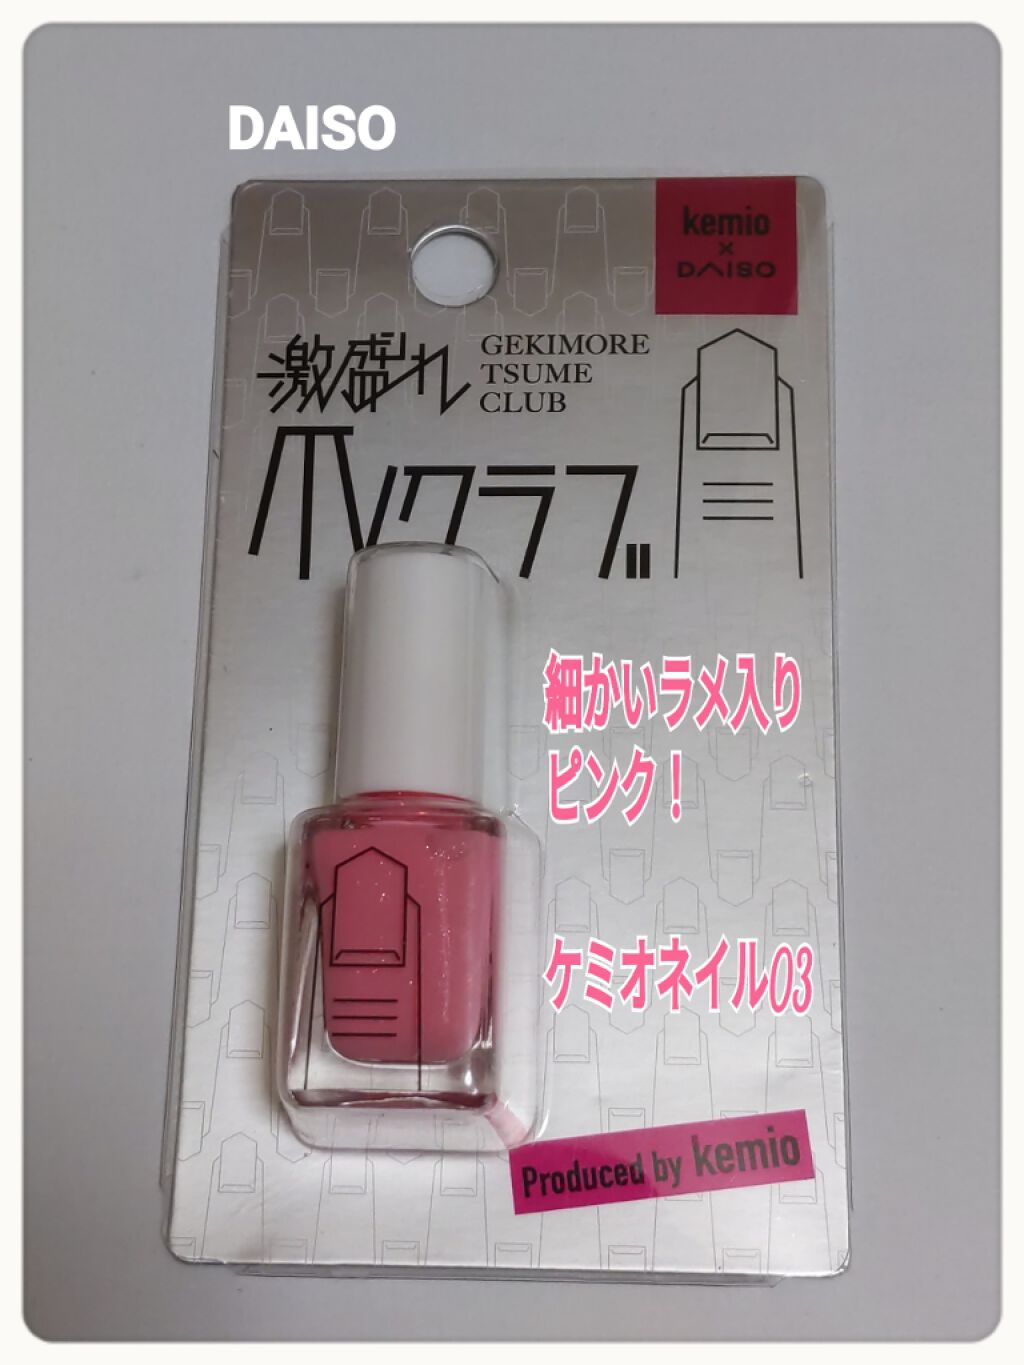 DAISO
kemio
×
DAISO
激盛れ
GEKIMORE
TSUME
CLUB
爪クラブ
細かいラメ入り
ピンク！
ケミオネイル03
Produced by kemio